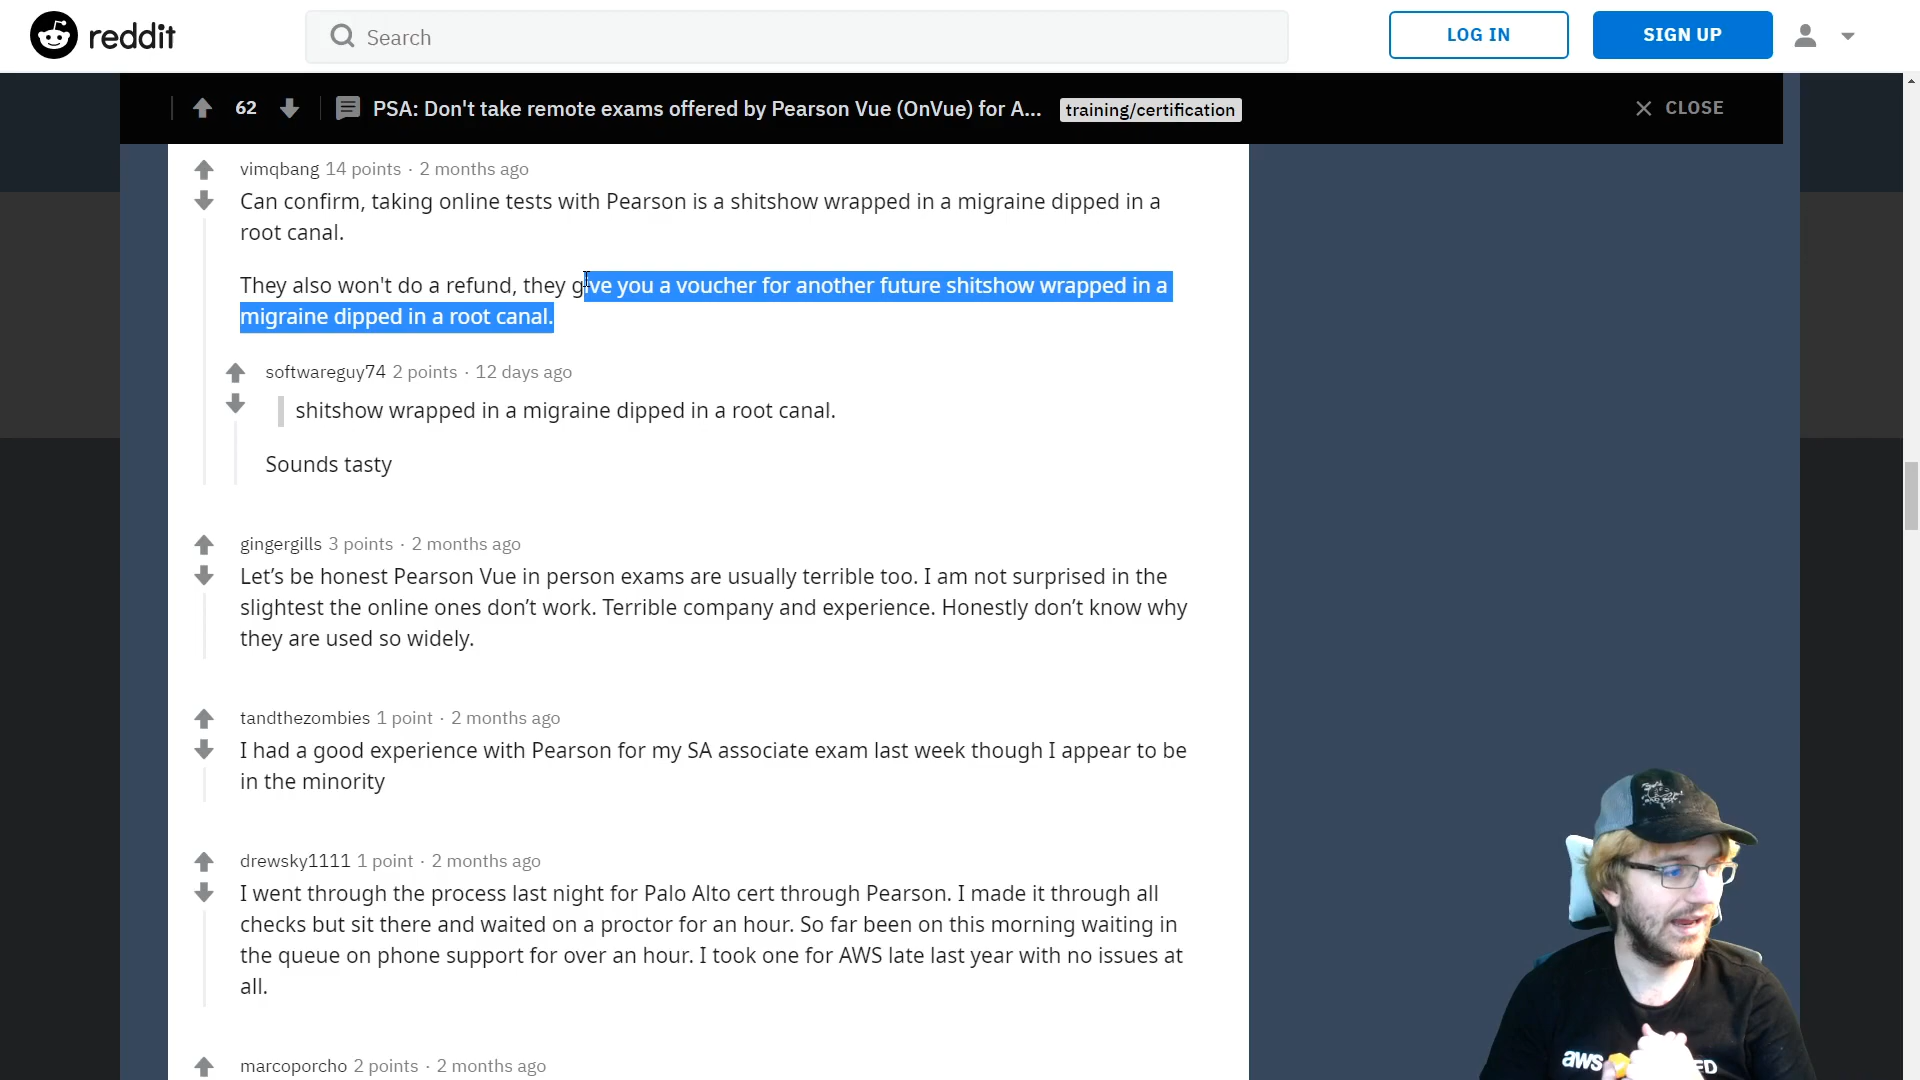 reddit
Search
LOG IN
SIGN UP
62
PSA: Don't take remote exams offered by Pearson Vue (OnVue) for A...
training/certification
CLOSE
vimqbang 14 points · 2 months ago
Can confirm, taking online tests with Pearson is a shitshow wrapped in a migraine dipped in a
root canal.
They also won't do a refund, they give you a voucher for another future shitshow wrapped in a
migraine dipped in a root canal.
softwareguy74 2 points · 12 days ago
shitshow wrapped in a migraine dipped in a root canal.
Sounds tasty
gingergills 3 points · 2 months ago
Let’s be honest Pearson Vue in person exams are usually terrible too. I am not surprised in the
slightest the online ones don’t work. Terrible company and experience. Honestly don’t know why
they are used so widely.
tandthezombies 1 point · 2 months ago
I had a good experience with Pearson for my SA associate exam last week though I appear to be
in the minority
drewsky1111 1 point · 2 months ago
I went through the process last night for Palo Alto cert through Pearson. I made it through all
checks but sit there and waited on a proctor for an hour. So far been on this morning waiting in
the queue on phone support for over an hour. I took one for AWS late last year with no issues at
all.
marcoporcho 2 points · 2 months ago
aws